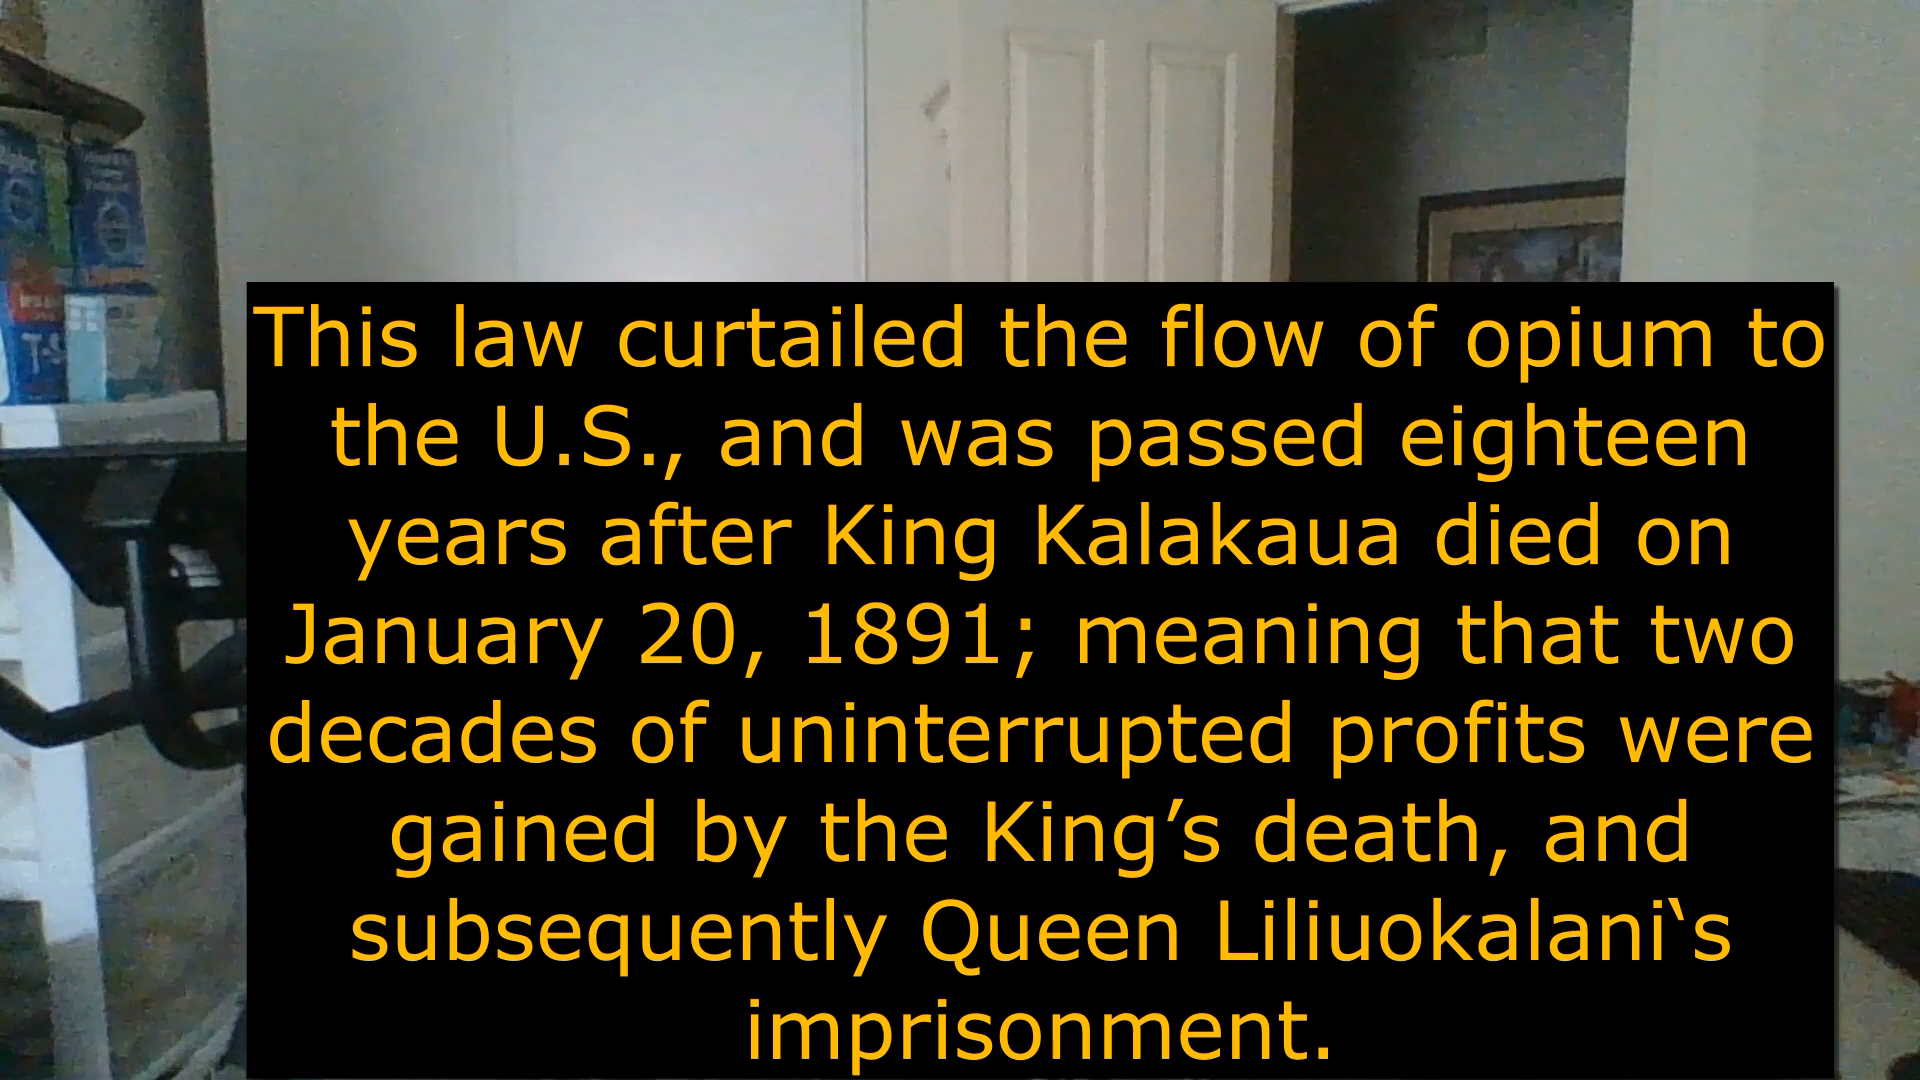 This law curtailed the flow of opium to
the U.S., and was passed eighteen
years after King Kalakaua died on
January 20, 1891; meaning that two
decades of uninterrupted profits were
gained by the King’s death, and
subsequently Queen Liliuokalani‛s
imprisonment.